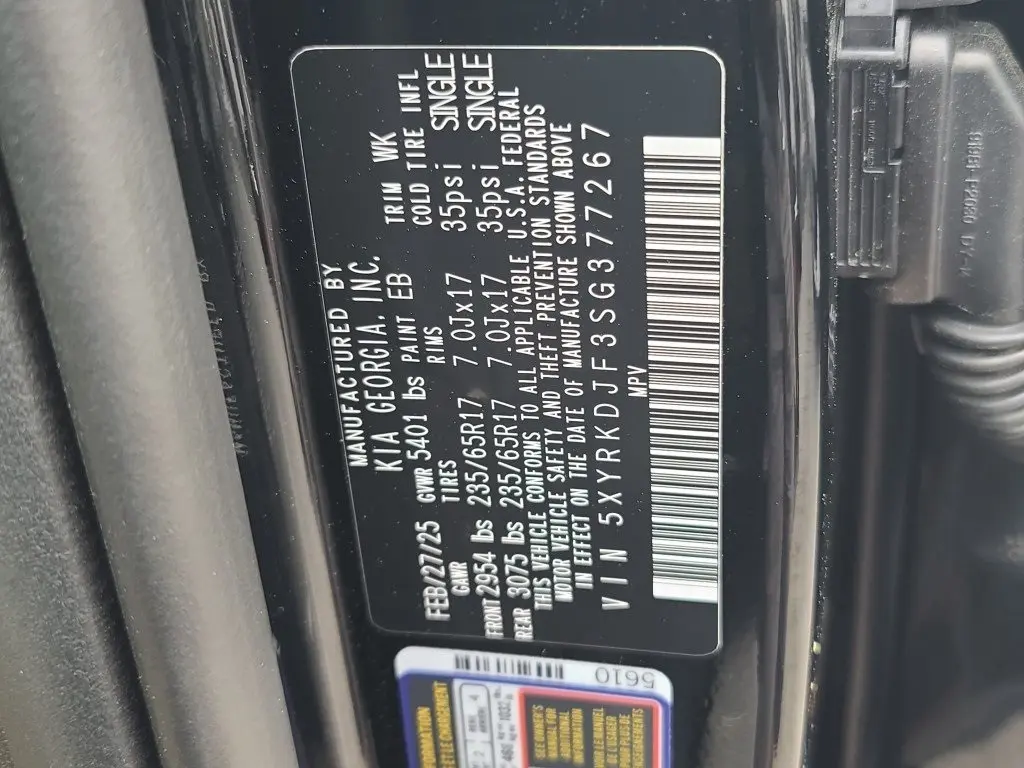 MANUFACTURED BY
KIA GEORGIA, INC.
FEB/27/25 GVWR 5401 lbs PAINT EB TRIM WK
GAWR TIRES RIMS COLD TIRE INFL
FRONT 2954 lbs 235/65R17 7.0Jx17 35psi SINGLE
REAR 3075 lbs 235/65R17 7.0Jx17 35psi SINGLE
THIS VEHICLE CONFORMS TO ALL APPLICABLE U.S.A. FEDERAL
MOTOR VEHICLE SAFETY AND THEFT PREVENTION STANDARDS
IN EFFECT ON THE DATE OF MANUFACTURE SHOWN ABOVE
VIN 5XYRKDJF3SG377267
MPV
5610